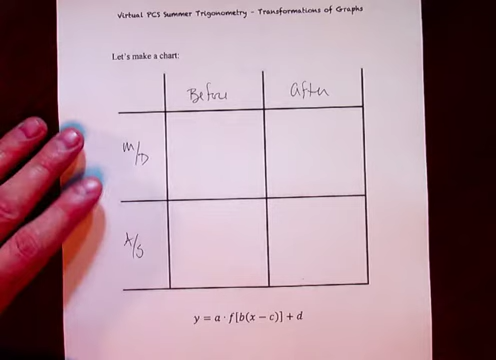 Virtual PCS Summer Trigonometry - Transformations of Graphs
Let's make a chart:
Before After
M/D
A/S
y = a · f[b(x − c)] + d